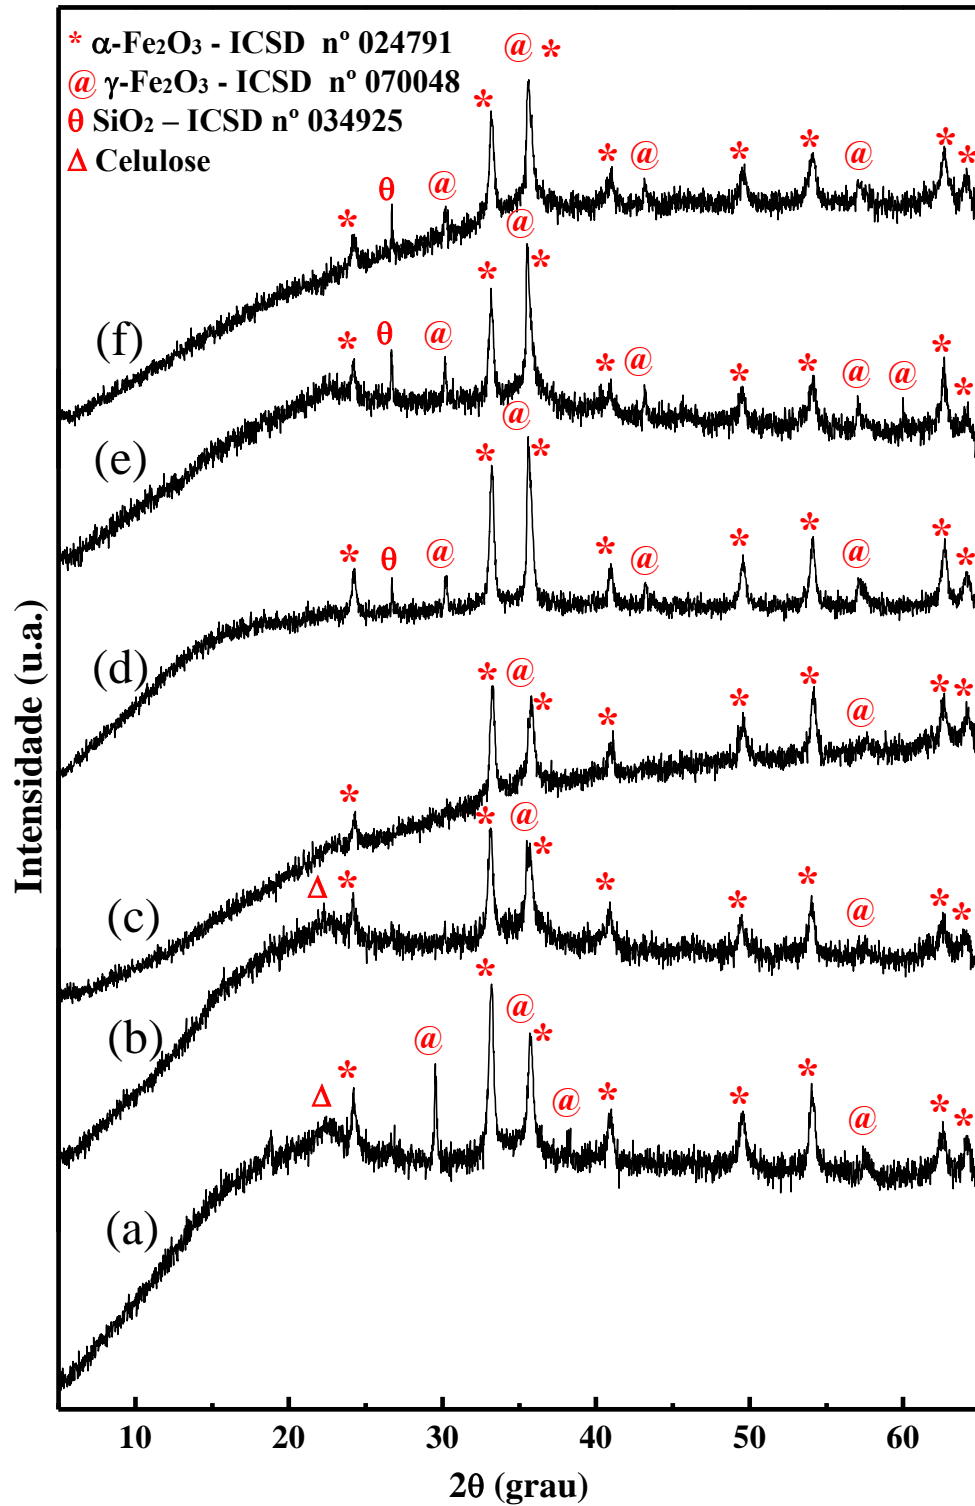 * α-Fe2O3 - ICSD nº 024791
@ γ-Fe2O3 - ICSD nº 070048
θ SiO2 – ICSD nº 034925
Δ Celulose
@ *
* * @ @ * * * @ * *
* θ @
@
(f)
* * * θ @ * @ * * @ @ * *
(e)
@
* *
* θ @ * @ * * @ * *
(d)
* @ * * * * @ * *
*
(c)
* @ *
Δ * * * * @ * *
(b)
* @ *
@
Δ * @ * * * @ * *
(a)
Intensidade (u.a.)
10 20 30 40 50 60
2θ (grau)